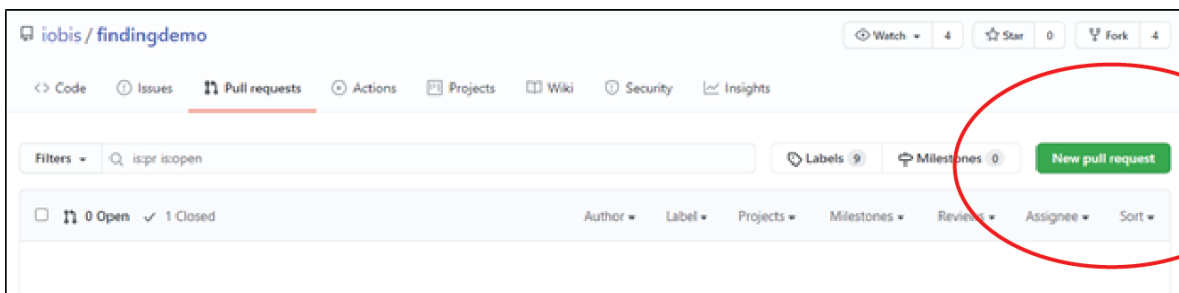 iobis / findingdemo Watch 4 Star 0 Fork 4
Code Issues Pull requests Actions Projects Wiki Security Insights
Filters is:pr is:open Labels 9 Milestones 0 New pull request
0 Open 1 Closed Author Label Projects Milestones Reviews Assignee Sort